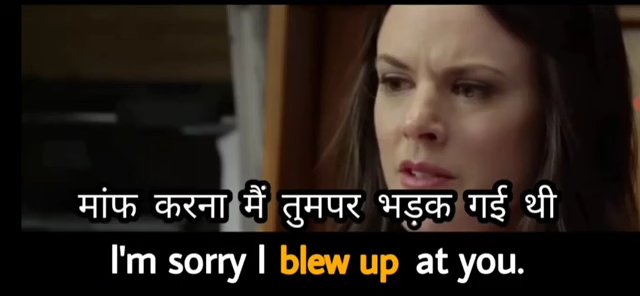 मांफ करना मैं तुमपर भड़क गई थी
I'm sorry I blew up at you.